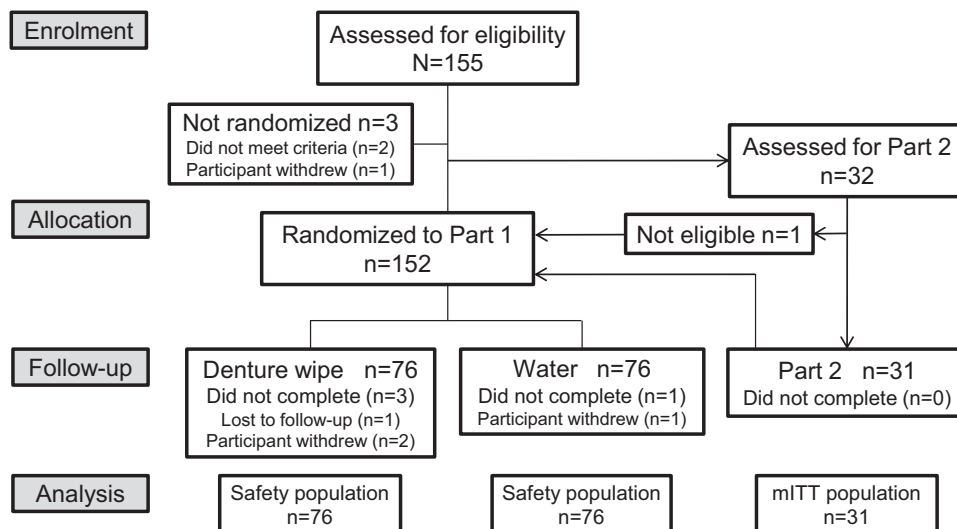 Enrolment
Assessed for eligibility
N=155
Not randomized n=3
Did not meet criteria (n=2)
Participant withdrew (n=1)
Assessed for Part 2
n=32
Allocation
Randomized to Part 1
n=152
Not eligible n=1
Follow-up
Denture wipe n=76
Did not complete (n=3)
Lost to follow-up (n=1)
Participant withdrew (n=2)
Water n=76
Did not complete (n=1)
Participant withdrew (n=1)
Part 2 n=31
Did not complete (n=0)
Analysis
Safety population
n=76
Safety population
n=76
mITT population
n=31